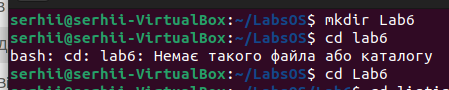 serhii@serhii-VirtualBox:~/LabsOS$ mkdir Lab6
serhii@serhii-VirtualBox:~/LabsOS$ cd lab6
bash: cd: lab6: Немає такого файла або каталогу
serhii@serhii-VirtualBox:~/LabsOS$ cd Lab6